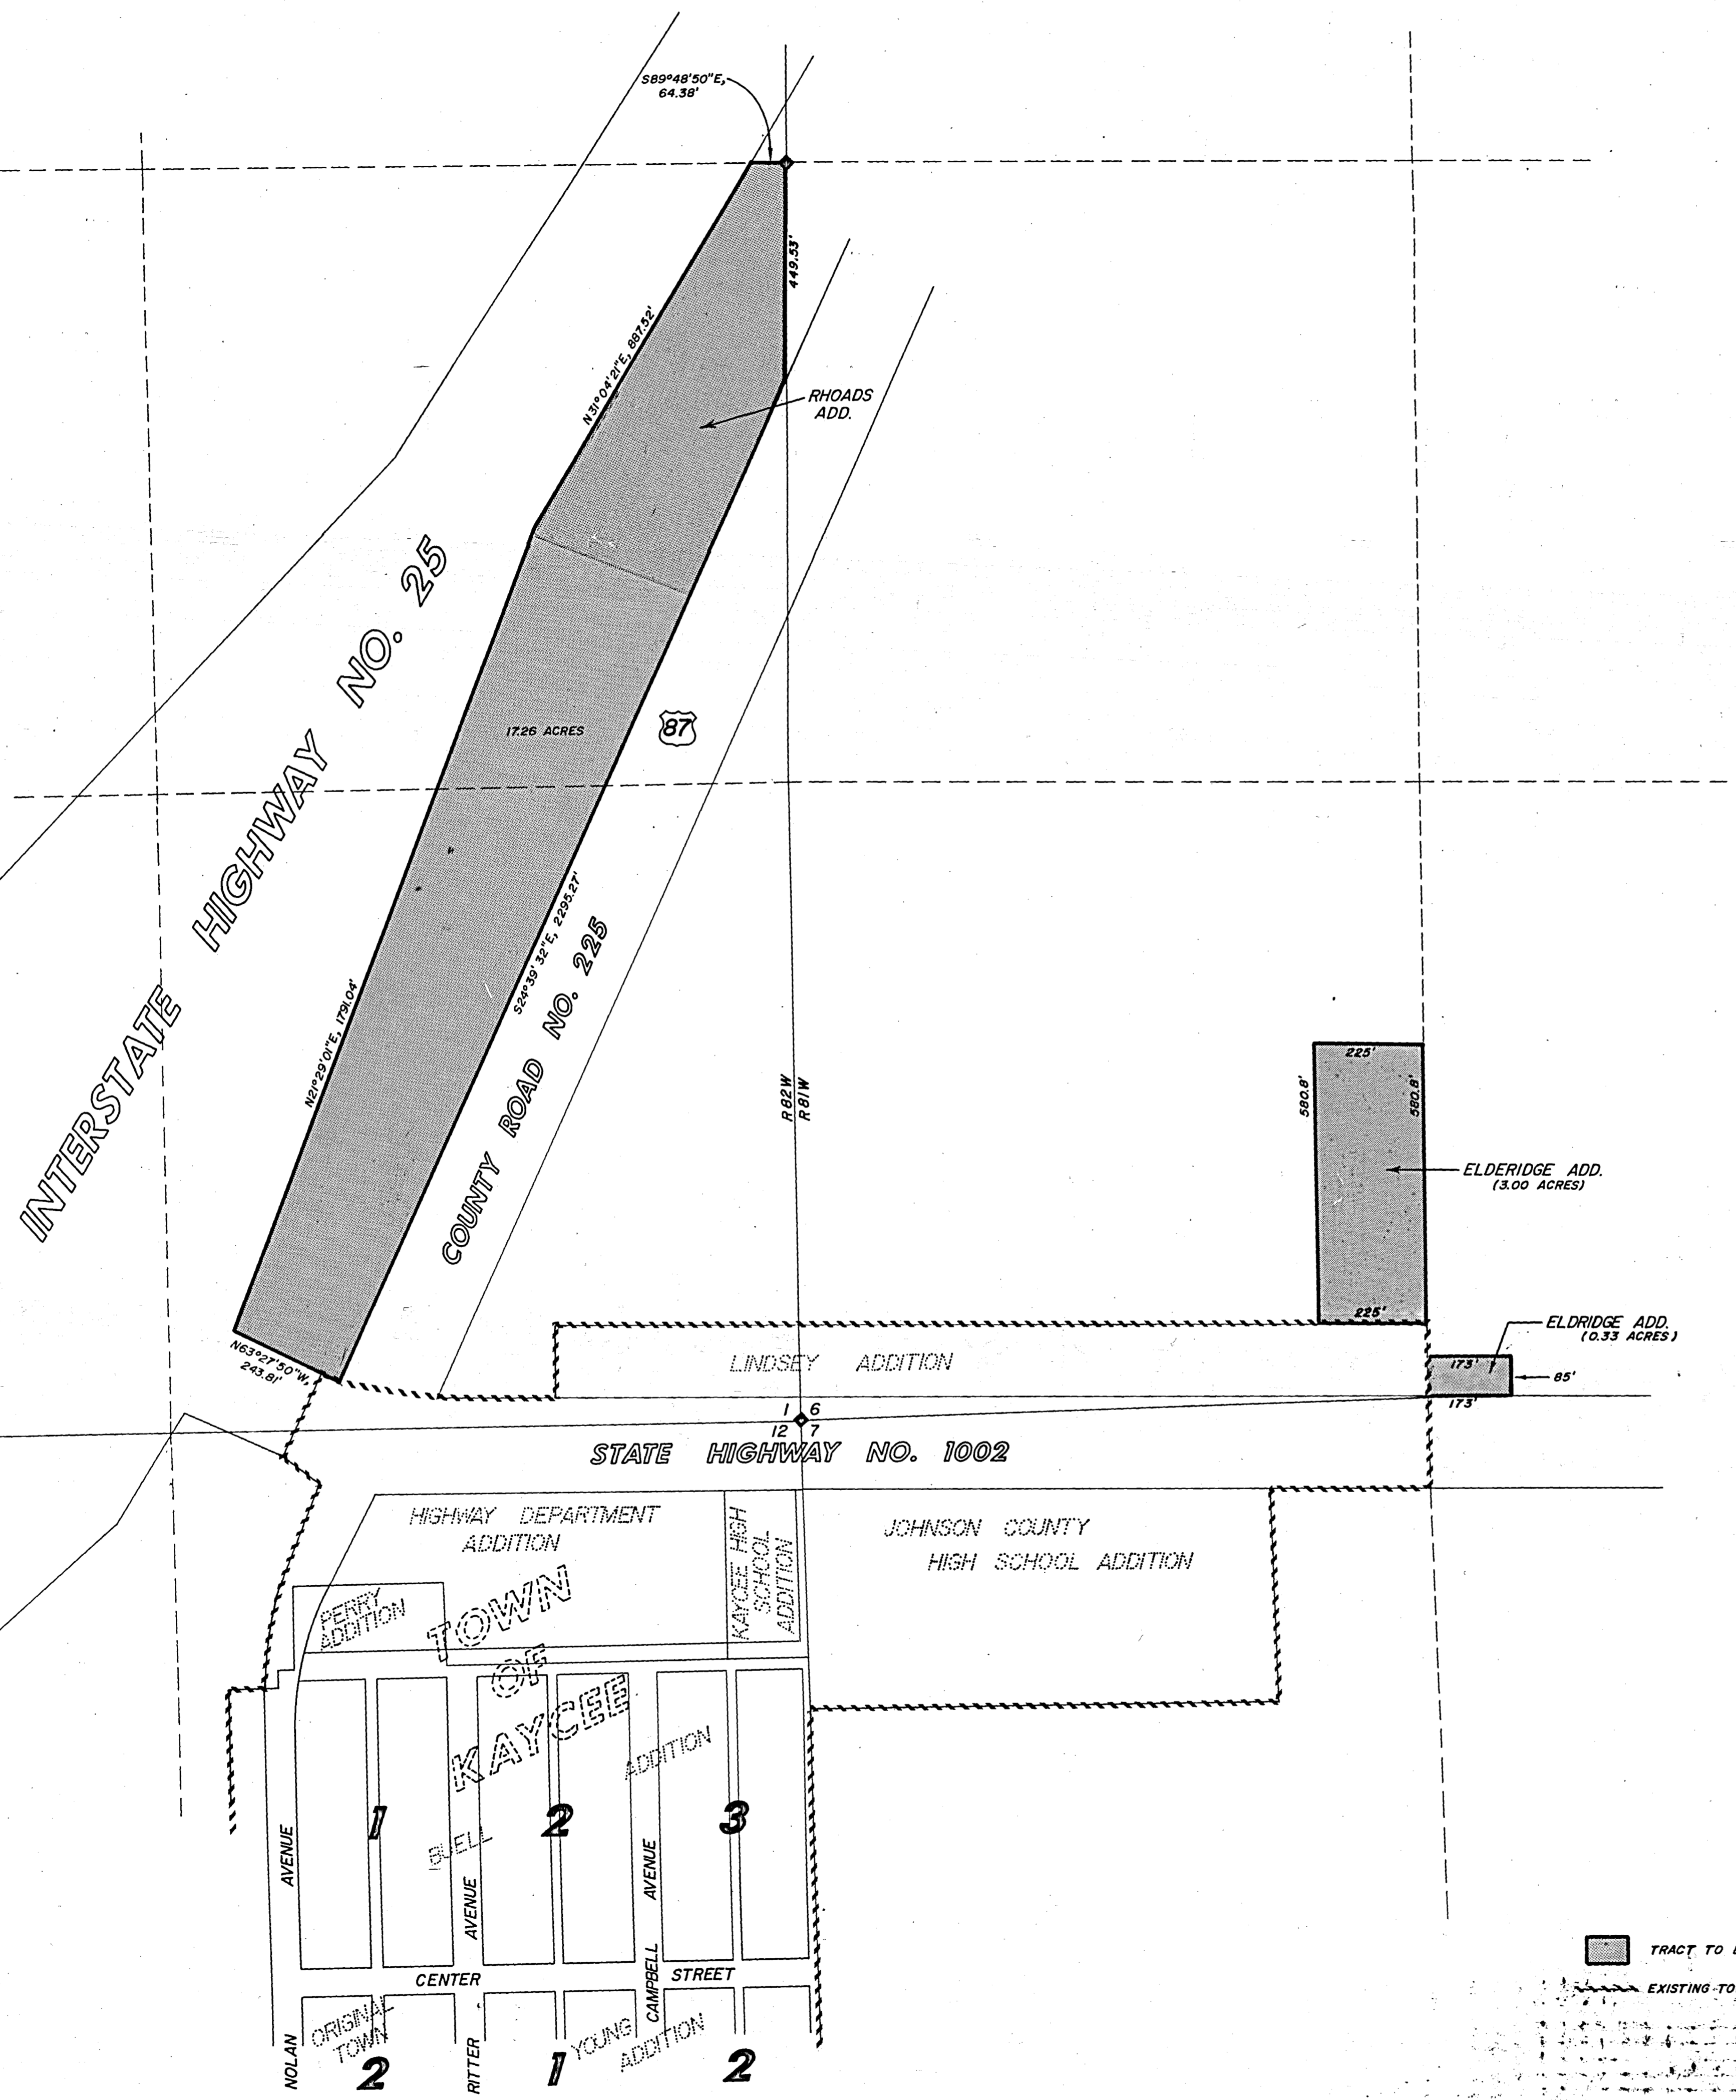 S89°48'50"E,
64.38'
449.53'
N31°04'21"E, 887.52'
RHOADS
ADD.
INTERSTATE HIGHWAY NO. 25
17.26 ACRES
87
S24°39'32"E, 2295.27'
COUNTY ROAD NO. 225
N21°29'01"E, 1791.04'
N63°27'50"W,
243.81'
R82W
R81W
225'
580.8'
580.8'
225'
ELDERIDGE ADD.
(3.00 ACRES)
ELDRIDGE ADD.
(0.33 ACRES)
173'
85'
173'
LINDSEY ADDITION
1 6
12 7
STATE HIGHWAY NO. 1002
HIGHWAY DEPARTMENT
ADDITION
KAYCEE HIGH
SCHOOL
ADDITION
JOHNSON COUNTY
HIGH SCHOOL ADDITION
PERRY
ADDITION
TOWN
OF
KAYCEE
BUELL ADDITION
1 2 3
NOLAN AVENUE
RITTER AVENUE
CAMPBELL AVENUE
CENTER STREET
ORIGINAL
TOWN
YOUNG
ADDITION
2 1 2
TRACT TO
EXISTING TO